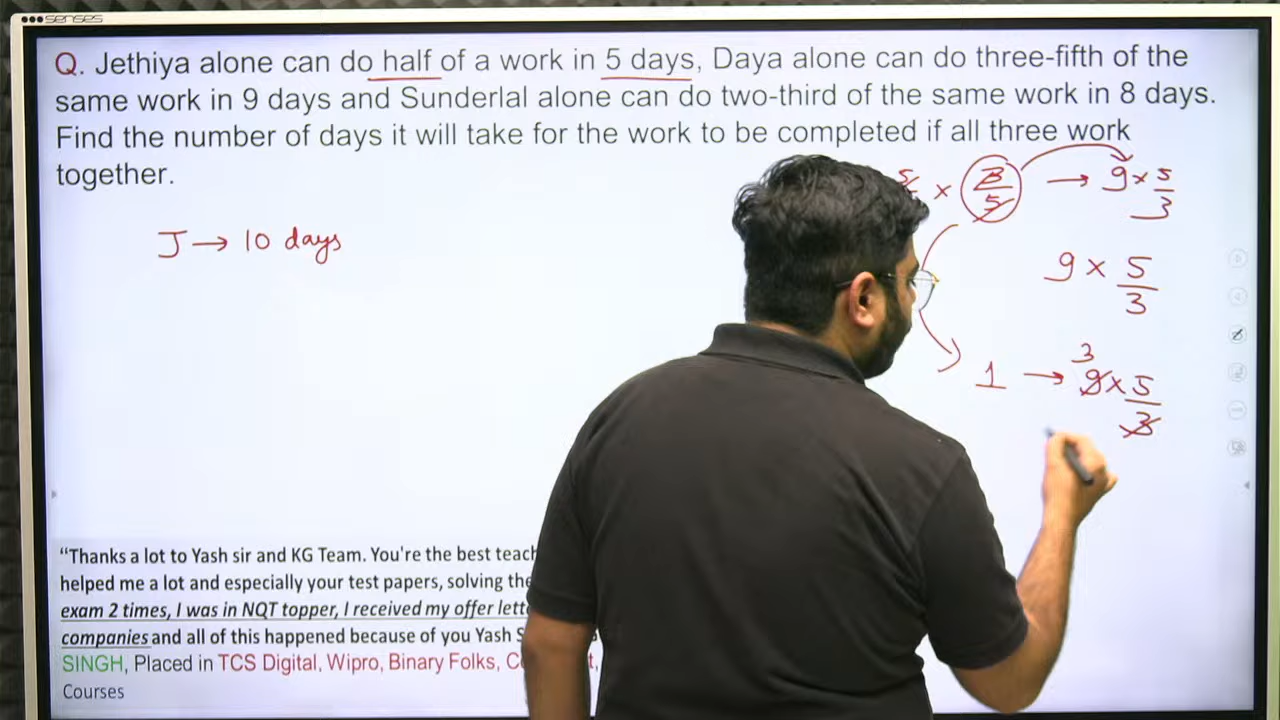 senses
Q. Jethiya alone can do half of a work in 5 days, Daya alone can do three-fifth of the
same work in 9 days and Sunderlal alone can do two-third of the same work in 8 days.
Find the number of days it will take for the work to be completed if all three work
together.
5 × 3/5 → 9 × 5/3
J → 10 days
9 × 5/3
3
1 → 9 × 5/3
“Thanks a lot to Yash sir and KG Team. You're the best
helped me a lot and especially your test papers, solving
exam 2 times, I was in NQT topper, I received my offer
companies and all of this happened because of you Yash
SINGH, Placed in TCS Digital, Wipro, Binary Folks,
Courses